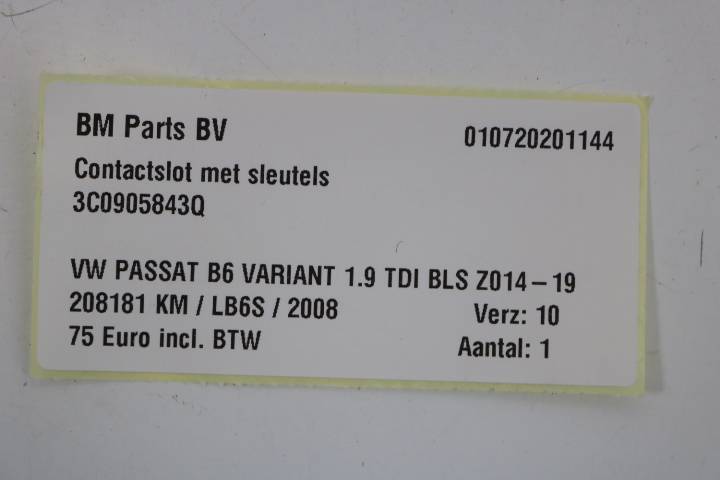 BM Parts BV 010720201144
Contactslot met sleutels
3C0905843Q
VW PASSAT B6 VARIANT 1.9 TDI BLS Z014-19
208181 KM / LB6S / 2008 Verz: 10
75 Euro incl. BTW Aantal: 1